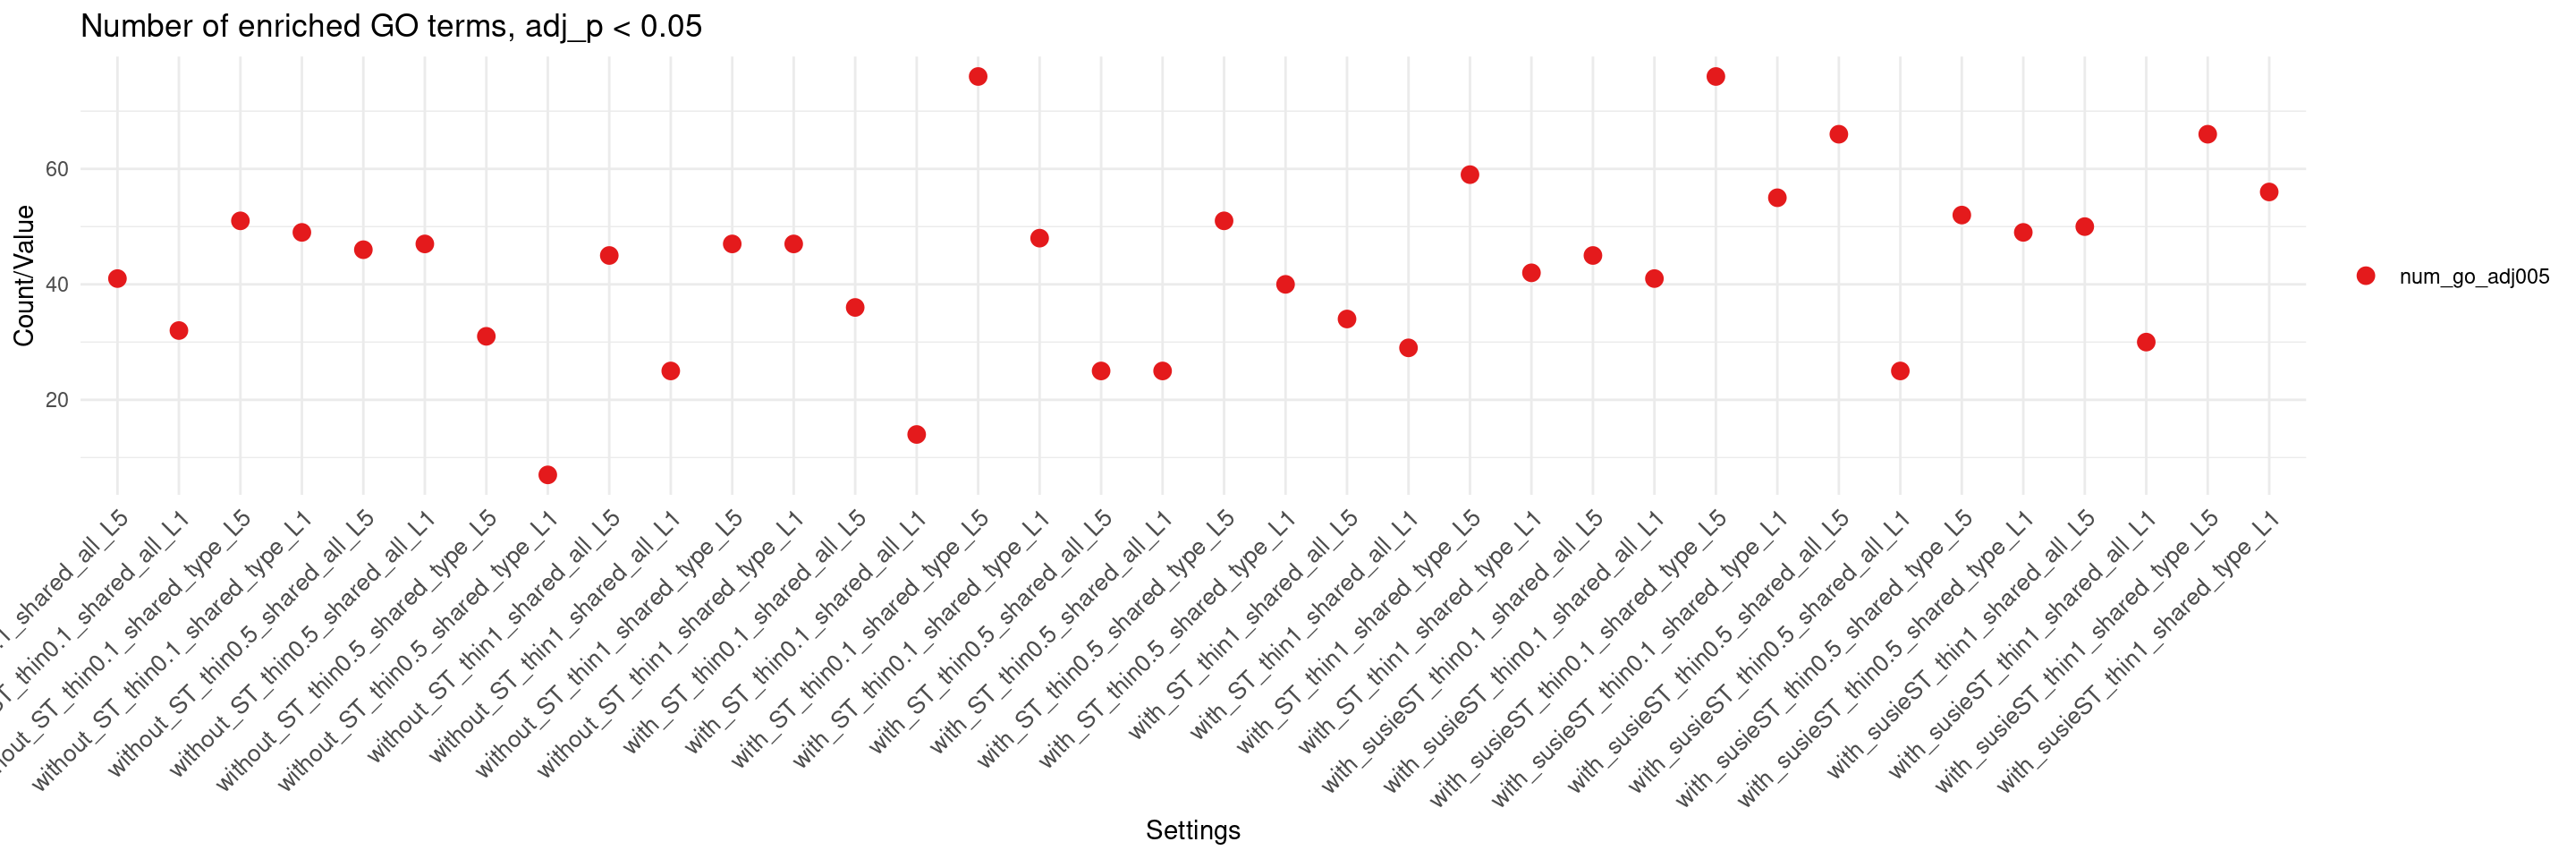 Number of enriched GO terms, adj_p < 0.05
Count/Value
60
40
20
1_shared_all_L5
ST_thin0.1_shared_all_L1
out_ST_thin0.1_shared_type_L5
without_ST_thin0.1_shared_type_L1
without_ST_thin0.5_shared_all_L5
without_ST_thin0.5_shared_all_L1
without_ST_thin0.5_shared_type_L5
without_ST_thin0.5_shared_type_L1
without_ST_thin1_shared_all_L5
without_ST_thin1_shared_all_L1
without_ST_thin1_shared_type_L5
without_ST_thin1_shared_type_L1
with_ST_thin0.1_shared_all_L5
with_ST_thin0.1_shared_all_L1
with_ST_thin0.1_shared_type_L5
with_ST_thin0.1_shared_type_L1
with_ST_thin0.5_shared_all_L5
with_ST_thin0.5_shared_all_L1
with_ST_thin0.5_shared_type_L5
with_ST_thin0.5_shared_type_L1
with_ST_thin1_shared_all_L5
with_ST_thin1_shared_all_L1
with_ST_thin1_shared_type_L5
with_ST_thin1_shared_type_L1
with_susieST_thin0.1_shared_all_L5
with_susieST_thin0.1_shared_all_L1
with_susieST_thin0.1_shared_type_L5
with_susieST_thin0.1_shared_type_L1
with_susieST_thin0.5_shared_all_L5
with_susieST_thin0.5_shared_all_L1
with_susieST_thin0.5_shared_type_L5
with_susieST_thin0.5_shared_type_L1
with_susieST_thin1_shared_all_L5
with_susieST_thin1_shared_all_L1
with_susieST_thin1_shared_type_L5
with_susieST_thin1_shared_type_L1
Settings
num_go_adj005